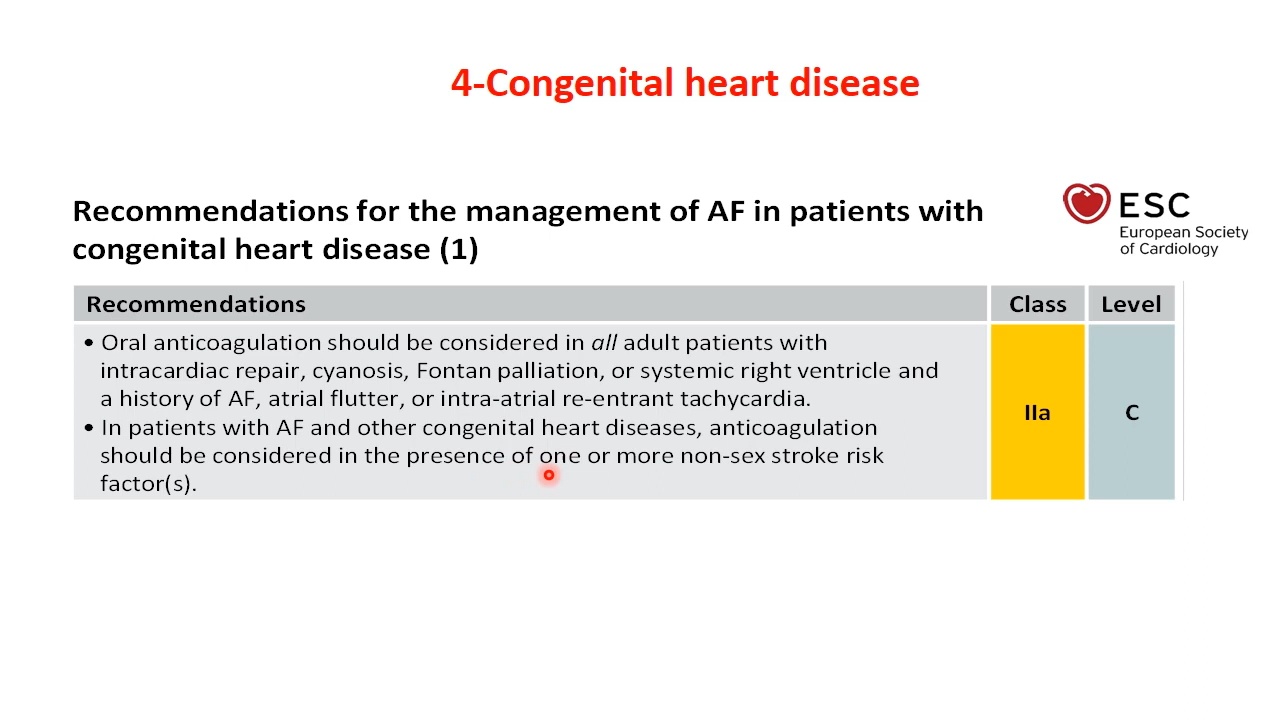 4-Congenital heart disease
Recommendations for the management of AF in patients with
congenital heart disease (1)
ESC
European Society
of Cardiology
Recommendations Class Level
• Oral anticoagulation should be considered in all adult patients with
intracardiac repair, cyanosis, Fontan palliation, or systemic right ventricle and
a history of AF, atrial flutter, or intra-atrial re-entrant tachycardia.
• In patients with AF and other congenital heart diseases, anticoagulation
should be considered in the presence of one or more non-sex stroke risk
factor(s).
IIa C